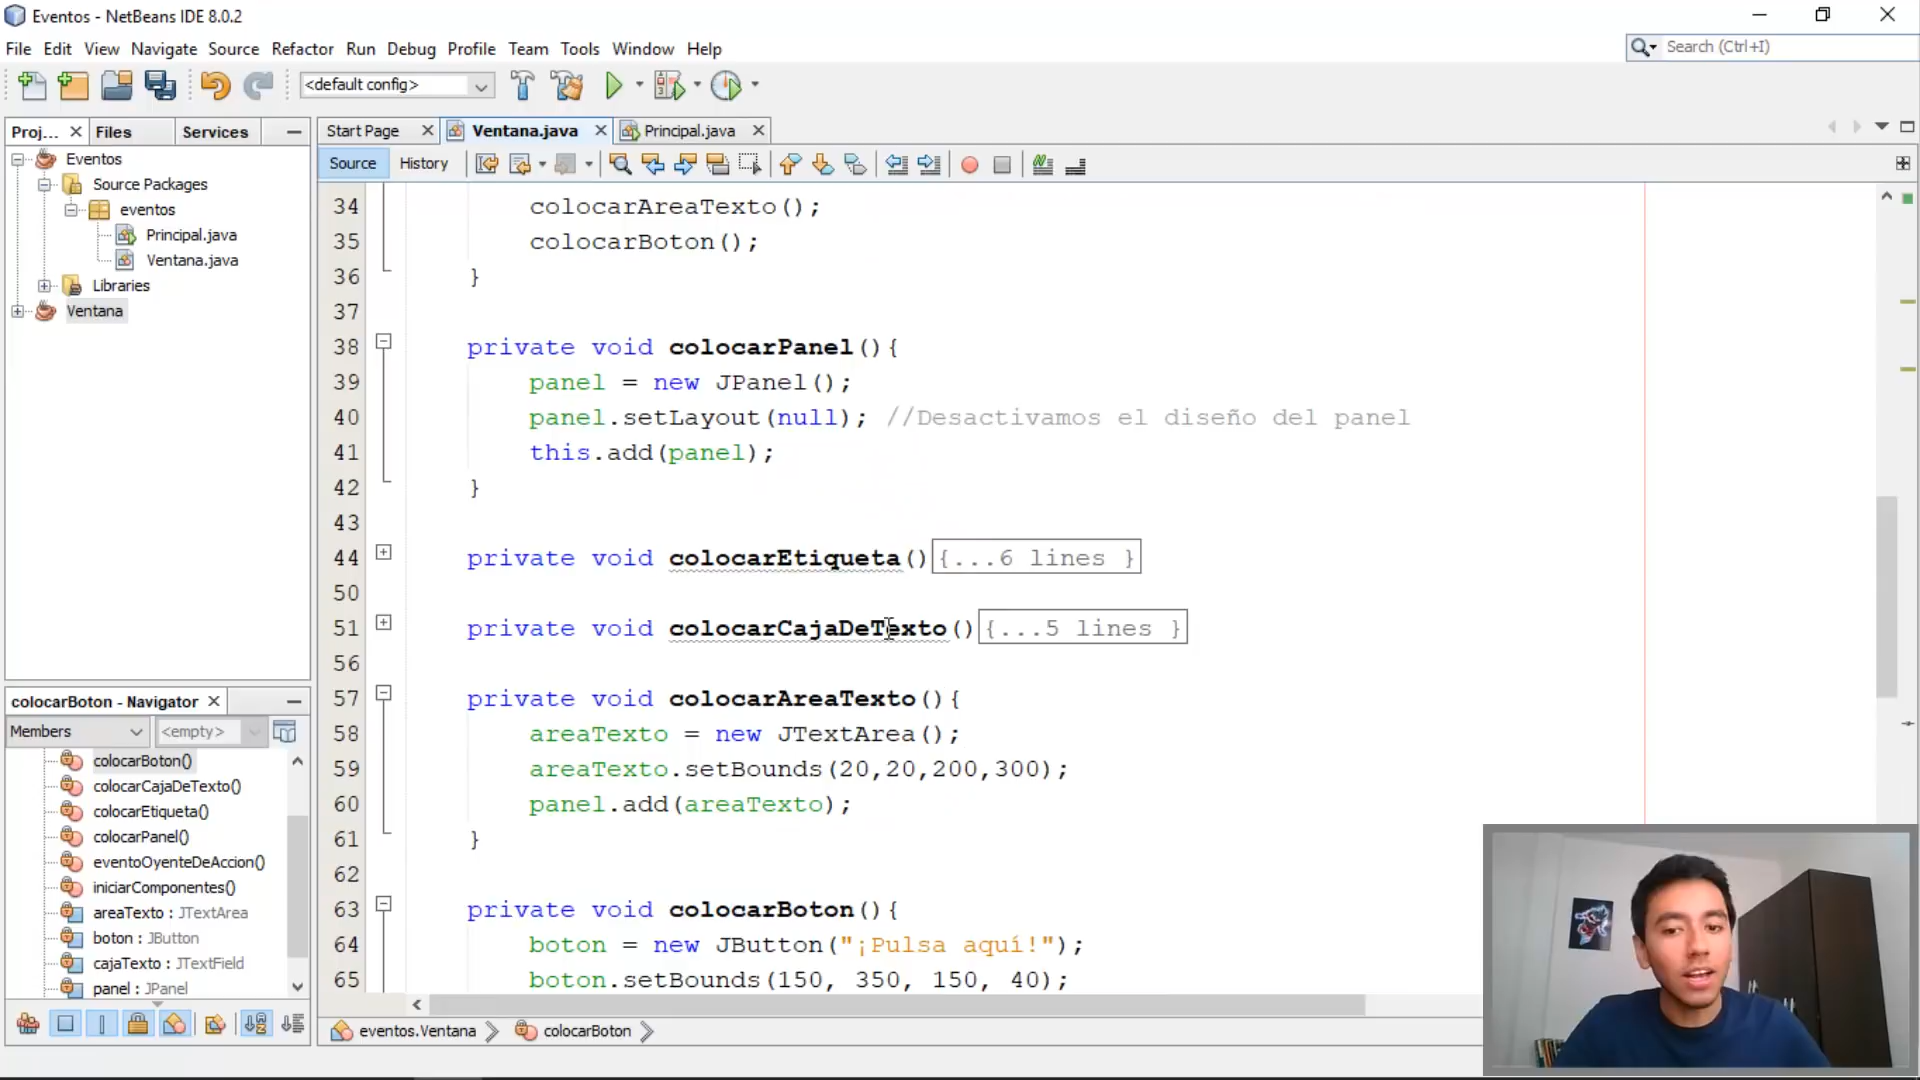 Eventos - NetBeans IDE 8.0.2
File Edit View Navigate Source Refactor Run Debug Profile Team Tools Window Help
Search (Ctrl+I)
<default config>
Proj... Files Services
Start Page Ventana.java Principal.java
Source History
Eventos
Source Packages
eventos
Principal.java
Ventana.java
Libraries
Ventana
34 colocarAreaTexto();
35 colocarBoton();
36 }
37
38 private void colocarPanel(){
39 panel = new JPanel();
40 panel.setLayout(null); //Desactivamos el diseño del panel
41 this.add(panel);
42 }
43
44 private void colocarEtiqueta(){...6 lines }
50
51 private void colocarCajaDeTexto(){...5 lines }
56
57 private void colocarAreaTexto(){
58 areaTexto = new JTextArea();
59 areaTexto.setBounds(20,20,200,300);
60 panel.add(areaTexto);
61 }
62
63 private void colocarBoton(){
64 boton = new JButton("¡Pulsa aquí!");
65 boton.setBounds(150, 350, 150, 40);
colocarBoton - Navigator
Members <empty>
colocarBoton()
colocarCajaDeTexto()
colocarEtiqueta()
colocarPanel()
eventoOyenteDeAccion()
iniciarComponentes()
areaTexto : JTextArea
boton : JButton
cajaTexto : JTextField
panel : JPanel
eventos.Ventana colocarBoton